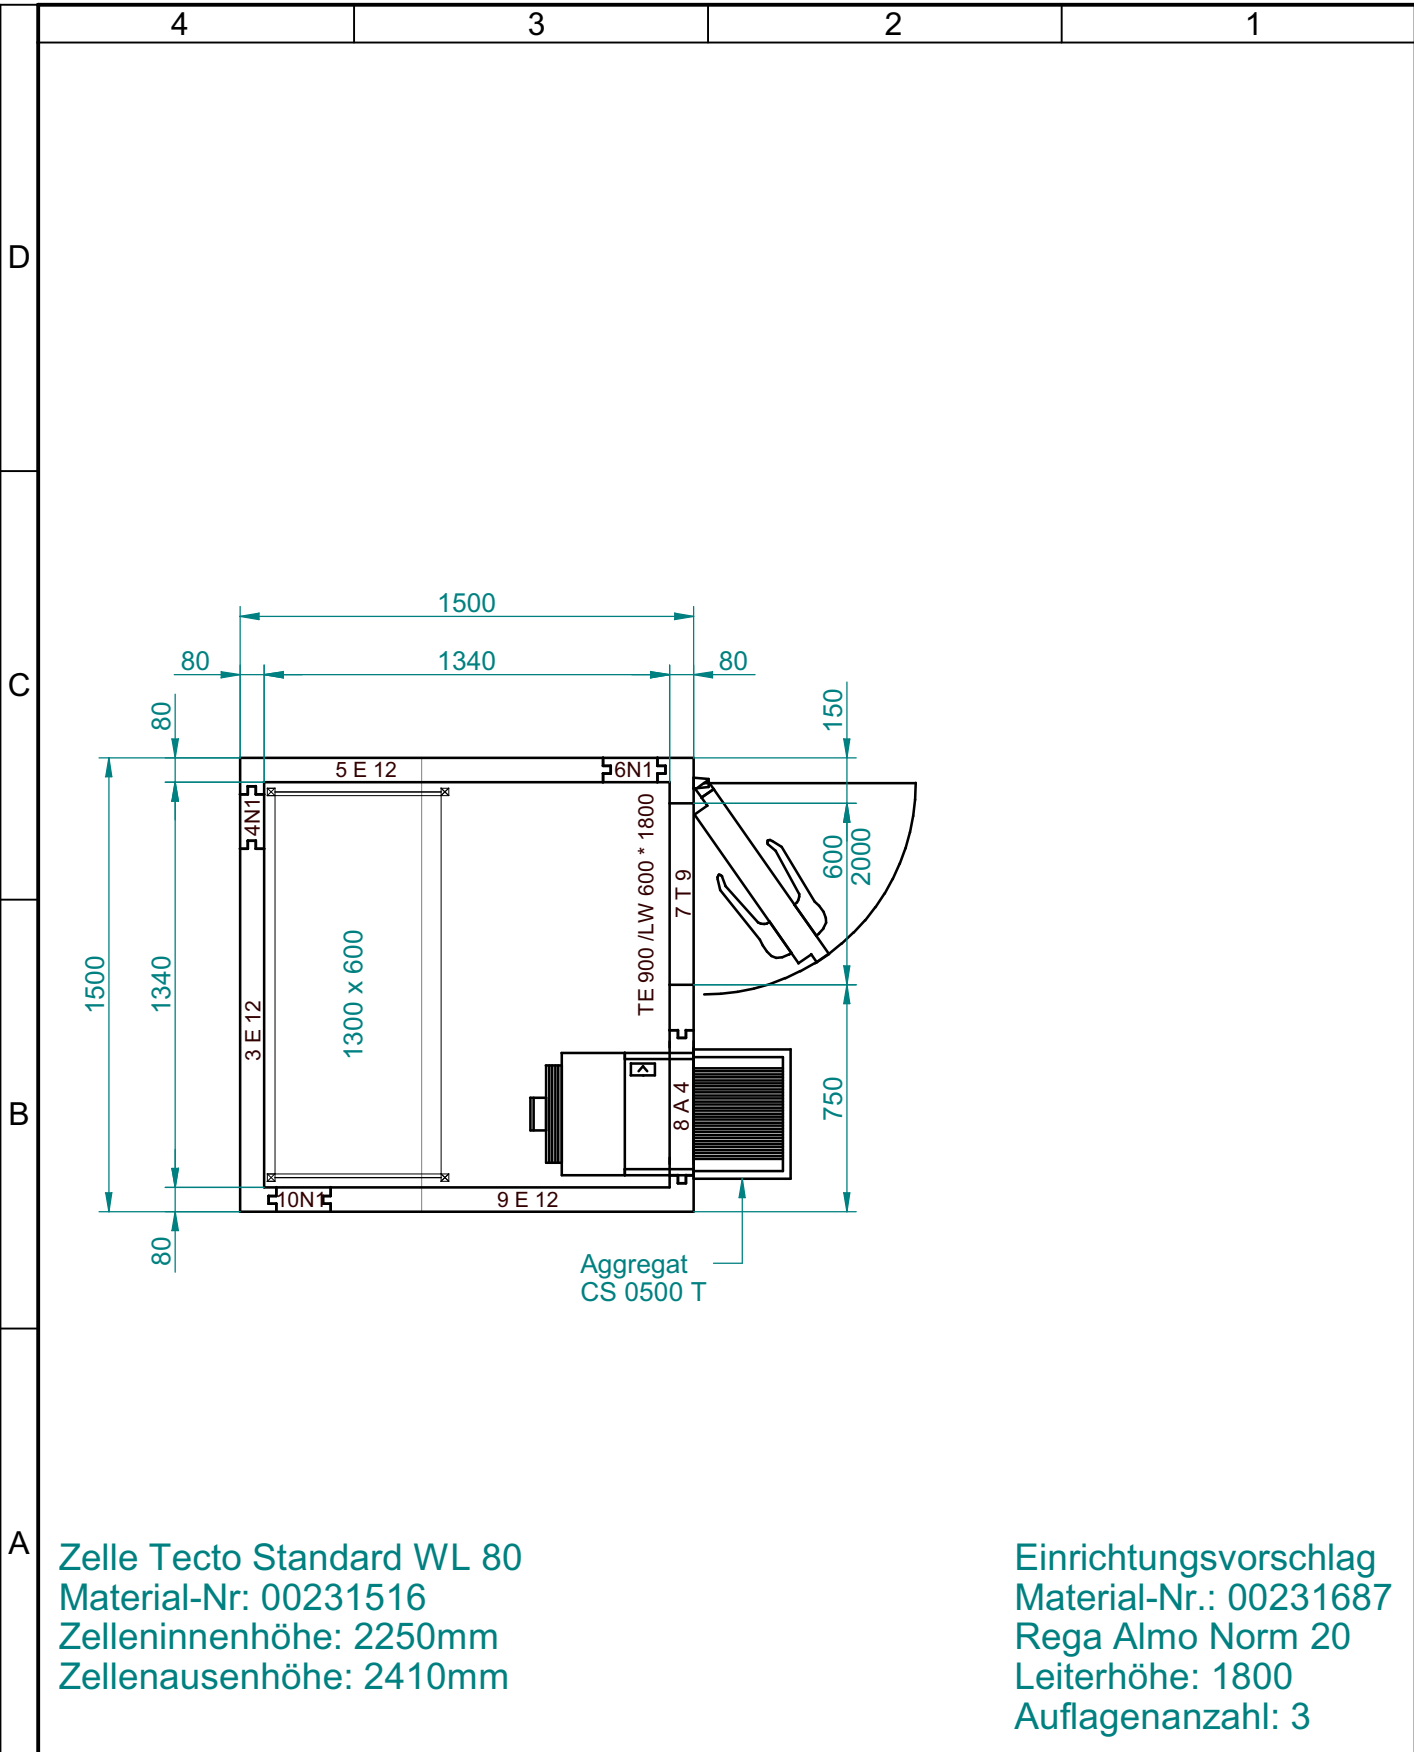 4
3
2
1
D
C
B
A
1500
80
1340
80
80
150
5 E 12
6N1
4N1
TE 900 /LW 600 * 1800
7 T 9
600
2000
1500
1340
1300 x 600
3 E 12
8 A 4
750
10N1
9 E 12
80
Aggregat
CS 0500 T
Zelle Tecto Standard WL 80
Material-Nr: 00231516
Zelleninnenhöhe: 2250mm
Zellenausenhöhe: 2410mm
Einrichtungsvorschlag
Material-Nr.: 00231687
Rega Almo Norm 20
Leiterhöhe: 1800
Auflagenanzahl: 3